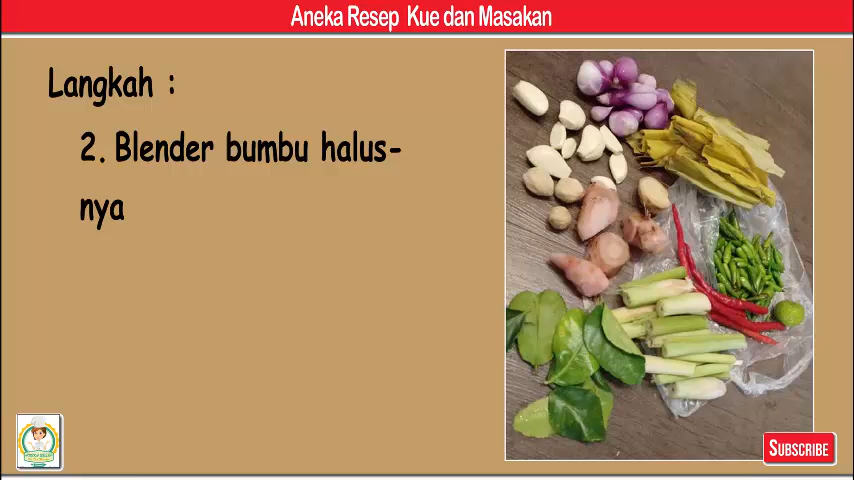 Aneka Resep Kue dan Masakan
Langkah :
2. Blender bumbu halus-
nya
SUBSCRIBE